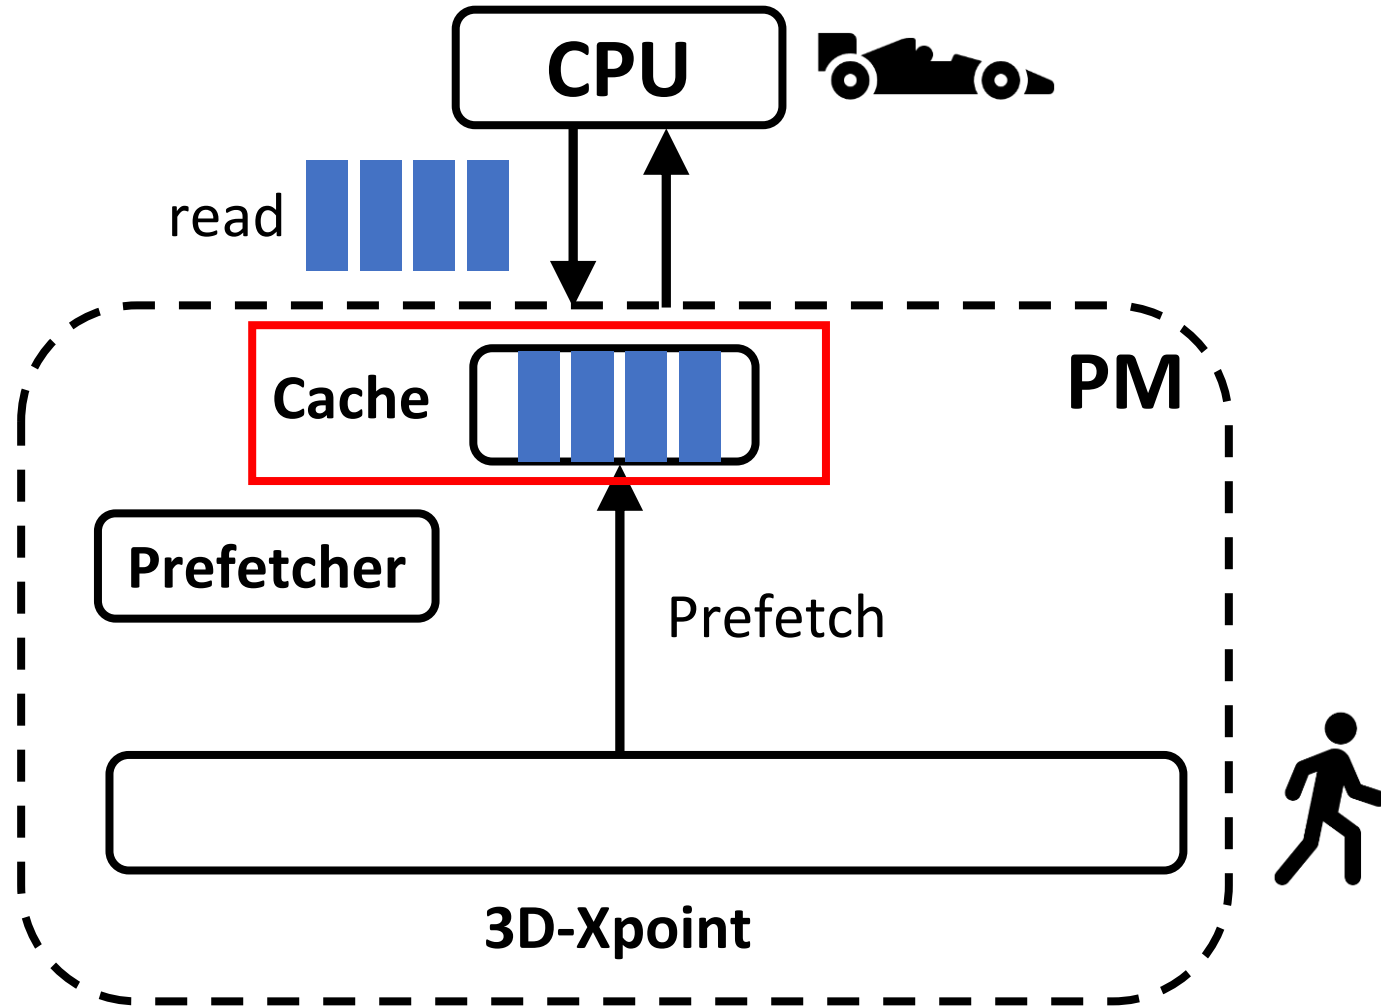 CPU
read
Cache
PM
Prefetcher
Prefetch
3D-Xpoint